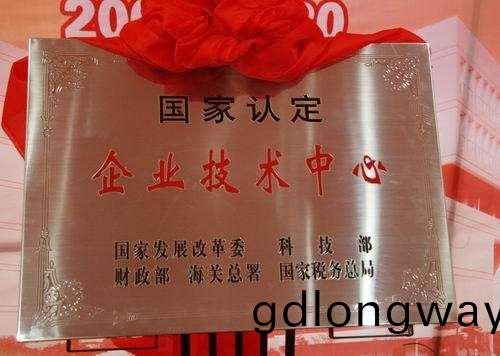 国家认定
企业技术中心
国家发展改革委 科技部
财政部 海关总署 国家税务总局
gdlongway